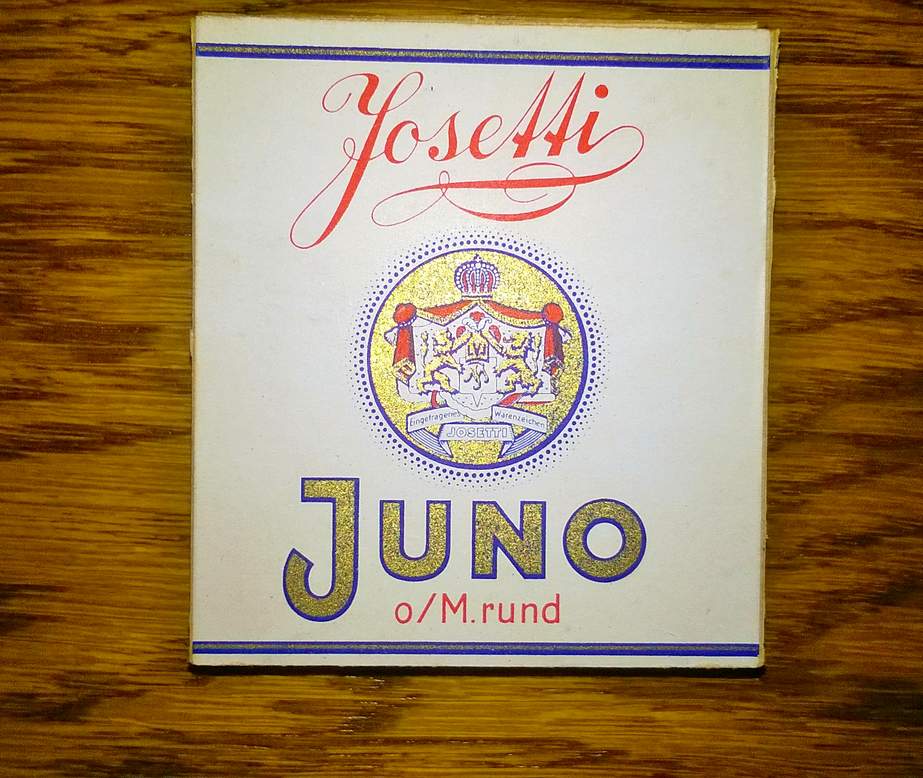 Josetti
Eingetragenes Warenzeichen
JOSETTI
JUNO
o/M.rund